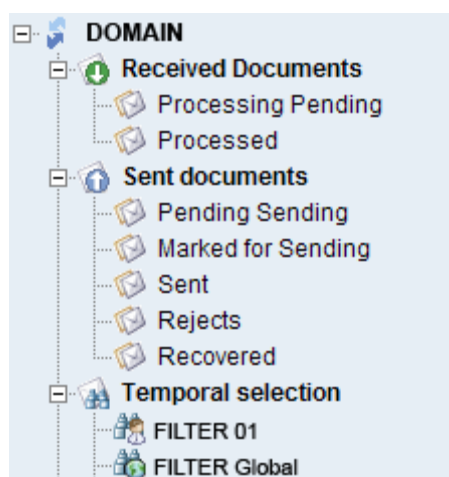 DOMAIN
Received Documents
Processing Pending
Processed
Sent documents
Pending Sending
Marked for Sending
Sent
Rejects
Recovered
Temporal selection
FILTER 01
FILTER Global